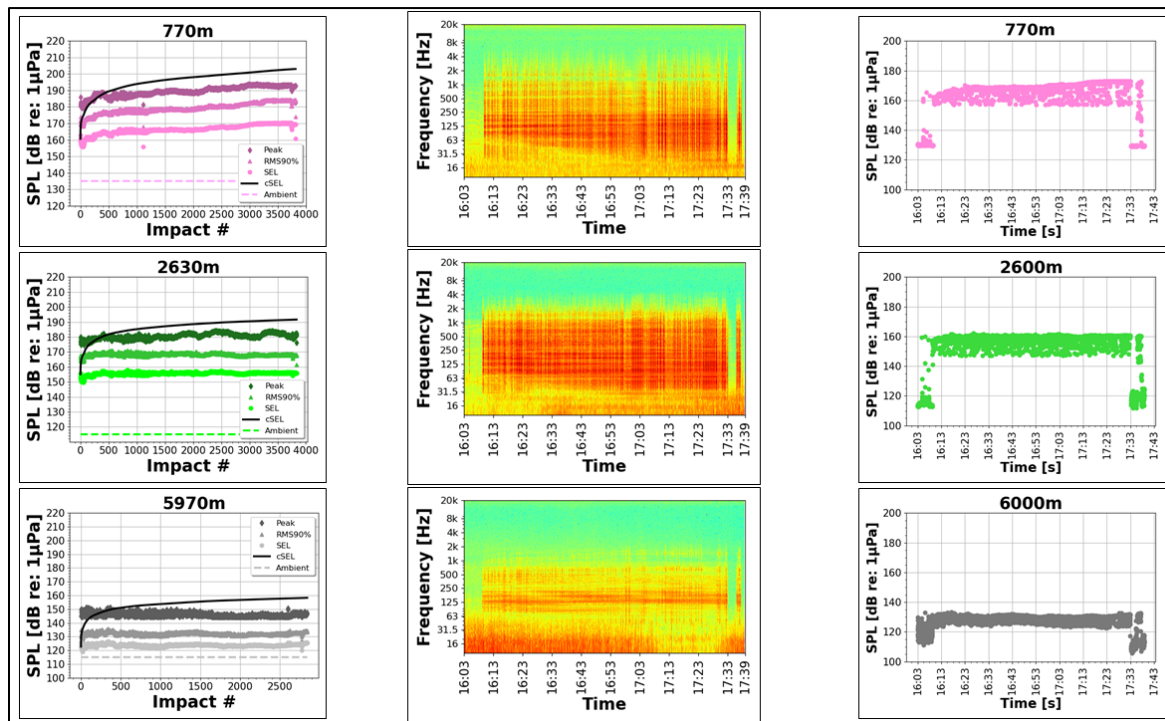 770m
SPL [dB re: 1µPa]
220
210
200
190
180
170
160
150
140
130
120
Peak
RMS90%
SEL
cSEL
Ambient
0 500 1000 1500 2000 2500 3000 3500 4000
Impact #
Frequency [Hz]
20k
8k
4k
2k
1k
500
250
125
63
31.5
16
16:03 16:13 16:23 16:33 16:43 16:53 17:03 17:13 17:23 17:33 17:39
Time
770m
SPL [dB re: 1µPa]
200
180
160
140
120
100
16:03 16:13 16:23 16:33 16:43 16:53 17:03 17:13 17:23 17:33 17:43
Time [s]
2630m
SPL [dB re: 1µPa]
220
210
200
190
180
170
160
150
140
130
120
Peak
RMS90%
SEL
cSEL
Ambient
0 500 1000 1500 2000 2500 3000 3500 4000
Impact #
Frequency [Hz]
20k
8k
4k
2k
1k
500
250
125
63
31.5
16
16:03 16:13 16:23 16:33 16:43 16:53 17:03 17:13 17:23 17:33 17:39
Time
2600m
SPL [dB re: 1µPa]
200
180
160
140
120
100
16:03 16:13 16:23 16:33 16:43 16:53 17:03 17:13 17:23 17:33 17:43
Time [s]
5970m
SPL [dB re: 1µPa]
220
210
200
190
180
170
160
150
140
130
120
110
100
Peak
RMS90%
SEL
cSEL
Ambient
0 500 1000 1500 2000 2500
Impact #
Frequency [Hz]
20k
8k
4k
2k
1k
500
250
125
63
31.5
16
16:03 16:13 16:23 16:33 16:43 16:53 17:03 17:13 17:23 17:33 17:39
Time
6000m
SPL [dB re: 1µPa]
200
180
160
140
120
100
16:03 16:13 16:23 16:33 16:43 16:53 17:03 17:13 17:23 17:33 17:43
Time [s]